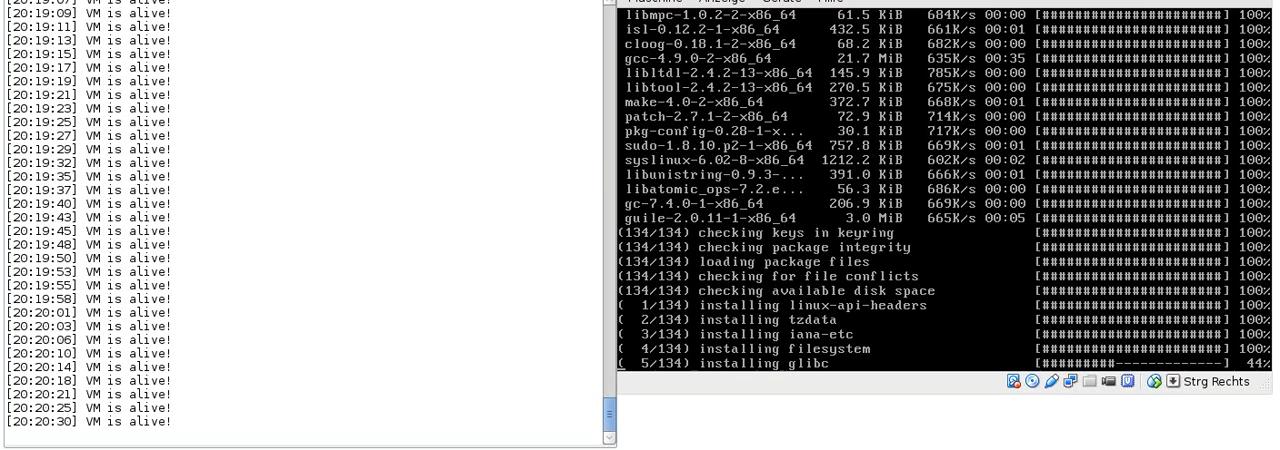 [20:19:07] VM is alive!
[20:19:09] VM is alive!
[20:19:11] VM is alive!
[20:19:13] VM is alive!
[20:19:15] VM is alive!
[20:19:17] VM is alive!
[20:19:19] VM is alive!
[20:19:21] VM is alive!
[20:19:23] VM is alive!
[20:19:25] VM is alive!
[20:19:27] VM is alive!
[20:19:29] VM is alive!
[20:19:32] VM is alive!
[20:19:35] VM is alive!
[20:19:37] VM is alive!
[20:19:40] VM is alive!
[20:19:43] VM is alive!
[20:19:45] VM is alive!
[20:19:48] VM is alive!
[20:19:50] VM is alive!
[20:19:53] VM is alive!
[20:19:55] VM is alive!
[20:19:58] VM is alive!
[20:20:01] VM is alive!
[20:20:03] VM is alive!
[20:20:06] VM is alive!
[20:20:10] VM is alive!
[20:20:14] VM is alive!
[20:20:18] VM is alive!
[20:20:21] VM is alive!
[20:20:25] VM is alive!
[20:20:30] VM is alive!
Maschine Anzeige Geräte Hilfe
libmpc-1.0.2-2-x86_64 61.5 KiB 684K/s 00:00 [#######################] 100%
isl-0.12.2-1-x86_64 432.5 KiB 661K/s 00:01 [#######################] 100%
cloog-0.18.1-2-x86_64 68.2 KiB 682K/s 00:00 [#######################] 100%
gcc-4.9.0-2-x86_64 21.7 MiB 635K/s 00:35 [#######################] 100%
libltdl-2.4.2-13-x86_64 145.9 KiB 785K/s 00:00 [#######################] 100%
libtool-2.4.2-13-x86_64 270.5 KiB 675K/s 00:00 [#######################] 100%
make-4.0-2-x86_64 372.7 KiB 668K/s 00:01 [#######################] 100%
patch-2.7.1-2-x86_64 72.9 KiB 714K/s 00:00 [#######################] 100%
pkg-config-0.28-1-x... 30.1 KiB 717K/s 00:00 [#######################] 100%
sudo-1.8.10.p2-1-x86_64 757.8 KiB 669K/s 00:01 [#######################] 100%
syslinux-6.02-8-x86_64 1212.2 KiB 602K/s 00:02 [#######################] 100%
libunistring-0.9.3-... 391.0 KiB 666K/s 00:01 [#######################] 100%
libatomic_ops-7.2.e... 56.3 KiB 686K/s 00:00 [#######################] 100%
gc-7.4.0-1-x86_64 206.9 KiB 669K/s 00:00 [#######################] 100%
guile-2.0.11-1-x86_64 3.0 MiB 665K/s 00:05 [#######################] 100%
(134/134) checking keys in keyring [#######################] 100%
(134/134) checking package integrity [#######################] 100%
(134/134) loading package files [#######################] 100%
(134/134) checking for file conflicts [#######################] 100%
(134/134) checking available disk space [#######################] 100%
( 1/134) installing linux-api-headers [#######################] 100%
( 2/134) installing tzdata [#######################] 100%
( 3/134) installing iana-etc [#######################] 100%
( 4/134) installing filesystem [#######################] 100%
( 5/134) installing glibc [##########-------------] 44%
Strg Rechts